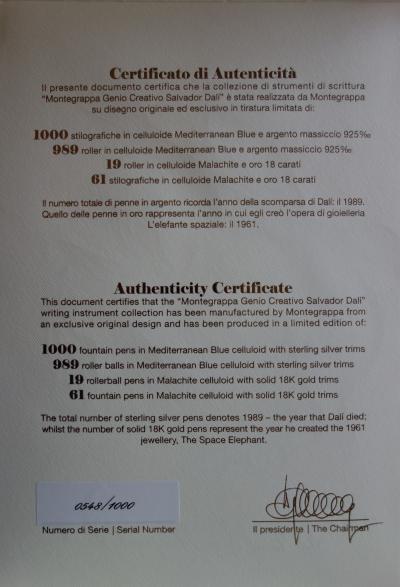 Certificato di Autenticità
Il presente documento certifica che la collezione di strumenti di scrittura
"Montegrappa Genio Creativo Salvador Dalí" è stata realizzata da Montegrappa
su disegno originale ed esclusivo in tiratura limitata di:
1000 stilografiche in celluloide Mediterranean Blue e argento massiccio 925‰
989 roller in celluloide Mediterranean Blue e argento massiccio 925‰
19 roller in celluloide Malachite e oro 18 carati
61 stilografiche in celluloide Malachite e oro 18 carati
Il numero totale di penne in argento ricorda l'anno della scomparsa di Dalí: il 1989.
Quello delle penne in oro rappresenta l'anno in cui egli creò l'opera di gioielleria
L'elefante spaziale: il 1961.
Authenticity Certificate
This document certifies that the "Montegrappa Genio Creativo Salvador Dalí"
writing instrument collection has been manufactured by Montegrappa from
an exclusive original design and has been produced in a limited edition of:
1000 fountain pens in Mediterranean Blue celluloid with sterling silver trims
989 roller balls in Mediterranean Blue celluloid with sterling silver trims
19 rollerball pens in Malachite celluloid with solid 18K gold trims
61 fountain pens in Malachite celluloid with solid 18K gold trims
The total number of sterling silver pens denotes 1989 – the year that Dalí died;
whilst the number of solid 18K gold pens represent the year he created the 1961
jewellery, The Space Elephant.
0548/1000
Numero di Serie | Serial Number
Il presidente | The Chairman